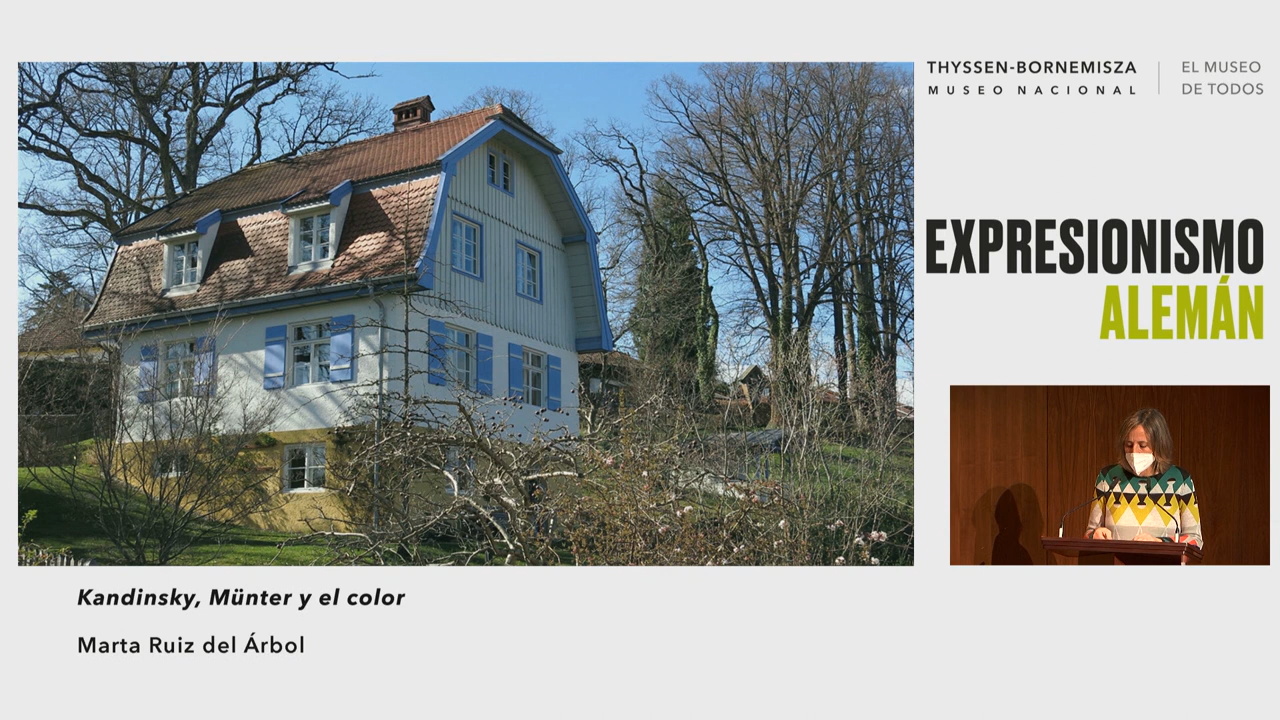 THYSSEN-BORNEMISZA
MUSEO NACIONAL
EL MUSEO
DE TODOS
EXPRESIONISMO
ALEMÁN
Kandinsky, Münter y el color
Marta Ruiz del Árbol